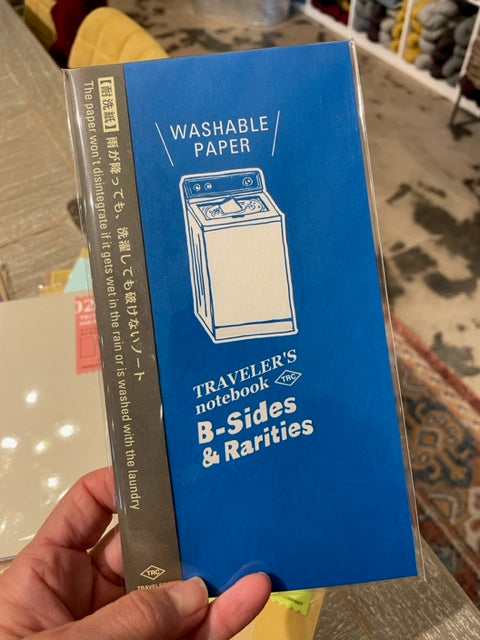 WASHABLE
PAPER
TRAVELER'S
notebook TRC
B-Sides
& Rarities
【耐洗紙】 雨が降っても、洗濯しても破けないノート
The paper won't disintegrate if it gets wet in the rain or is washed with the laundry
TRC